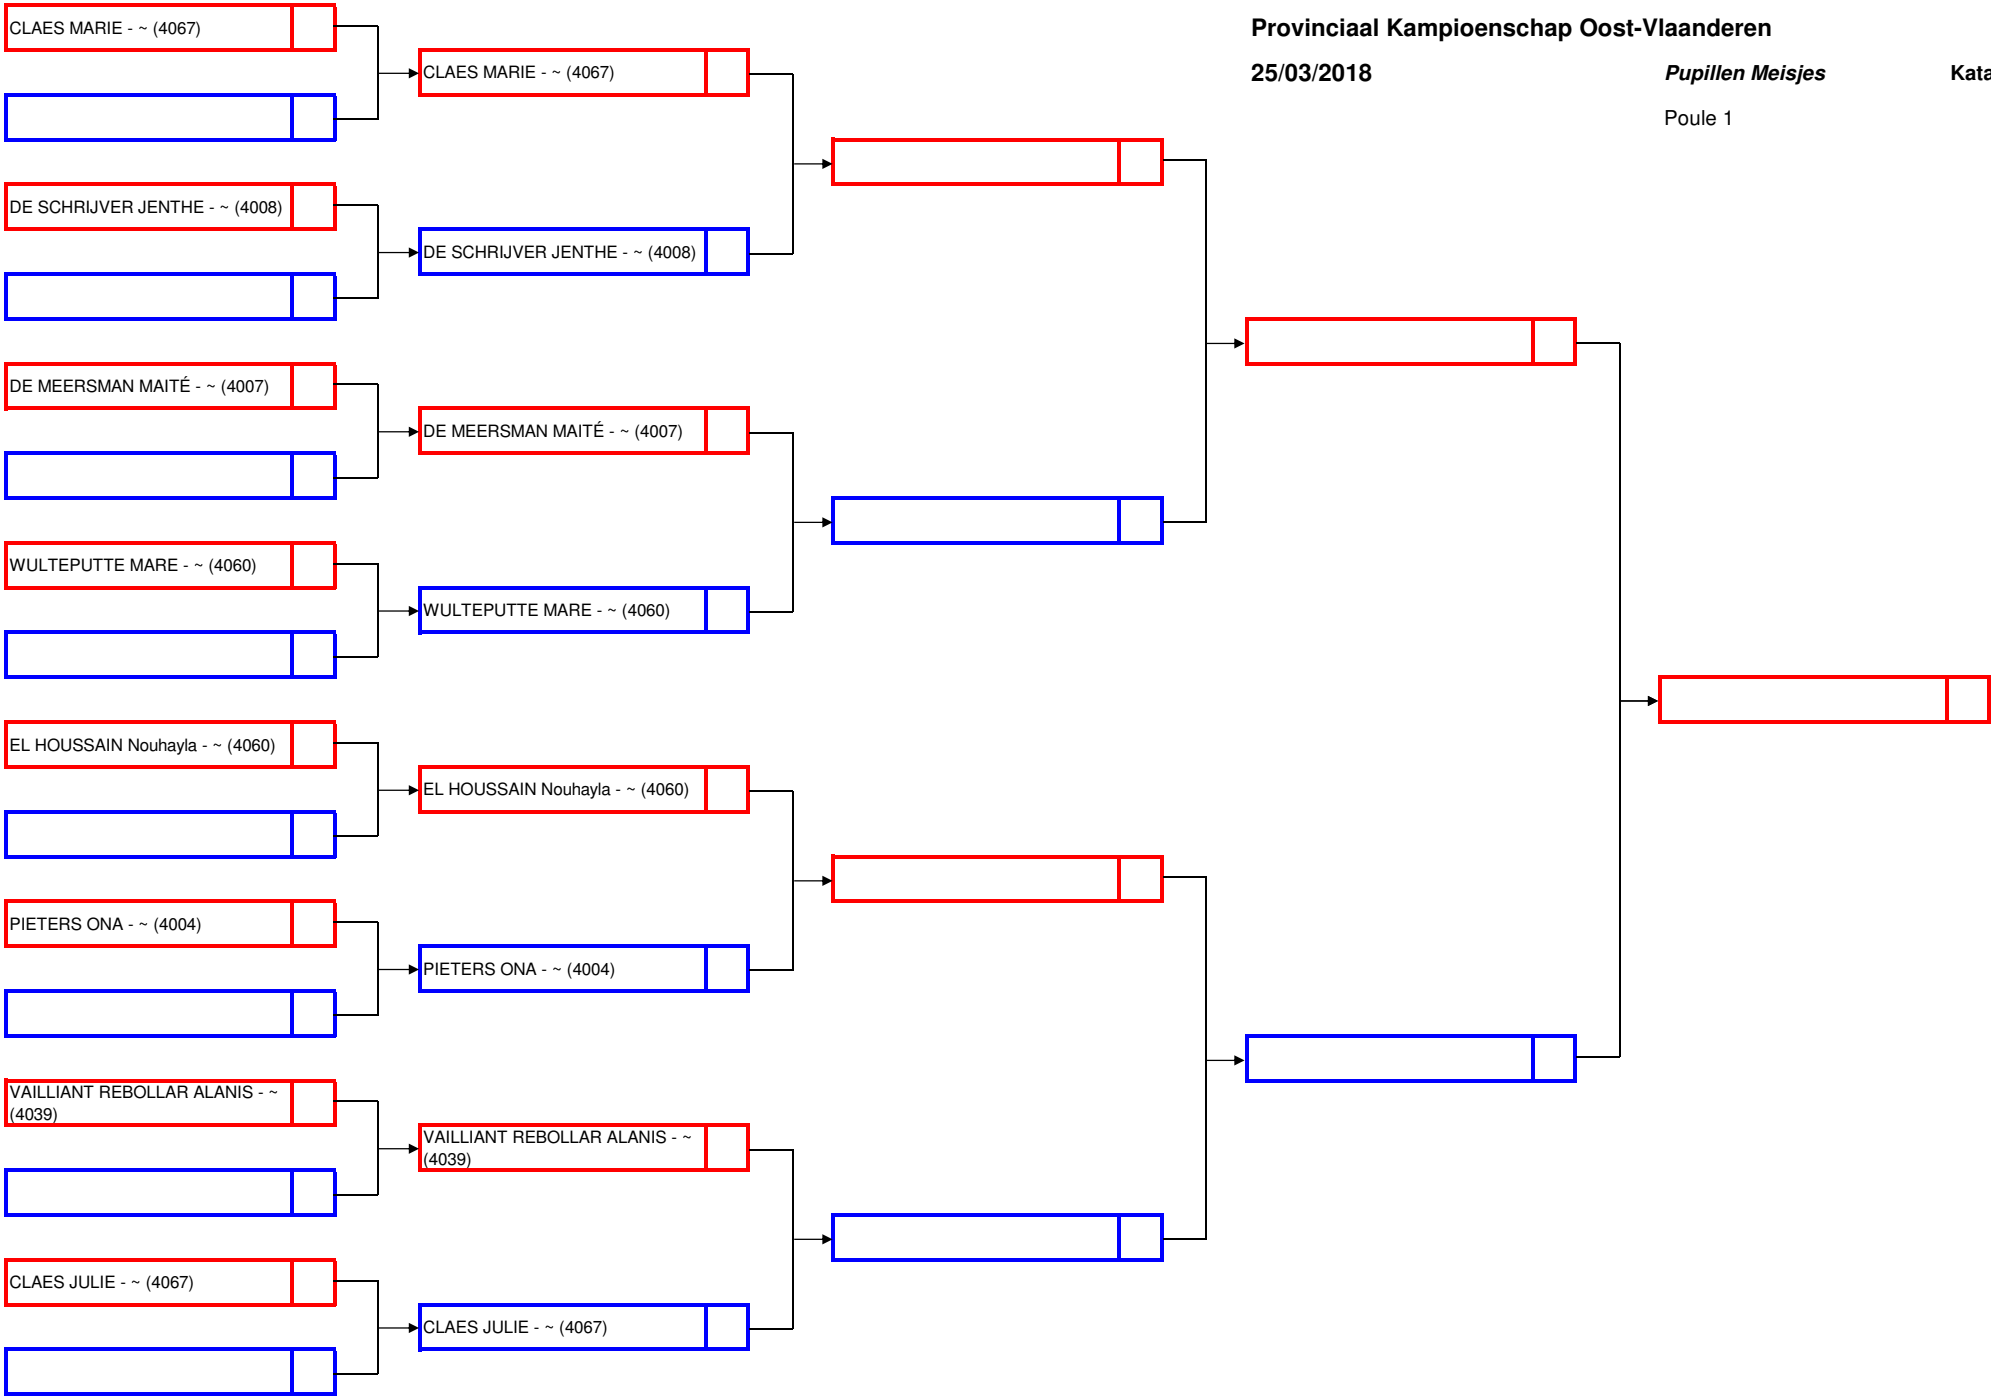 Provinciaal Kampioenschap Oost-Vlaanderen
25/03/2018 Pupillen Meisjes Kata
Poule 1
CLAES MARIE - ~ (4067)
CLAES MARIE - ~ (4067)
DE SCHRIJVER JENTHE - ~ (4008)
DE SCHRIJVER JENTHE - ~ (4008)
DE MEERSMAN MAITÉ - ~ (4007)
DE MEERSMAN MAITÉ - ~ (4007)
WULTEPUTTE MARE - ~ (4060)
WULTEPUTTE MARE - ~ (4060)
EL HOUSSAIN Nouhayla - ~ (4060)
EL HOUSSAIN Nouhayla - ~ (4060)
PIETERS ONA - ~ (4004)
PIETERS ONA - ~ (4004)
VAILLIANT REBOLLAR ALANIS - ~
(4039)
VAILLIANT REBOLLAR ALANIS - ~
(4039)
CLAES JULIE - ~ (4067)
CLAES JULIE - ~ (4067)